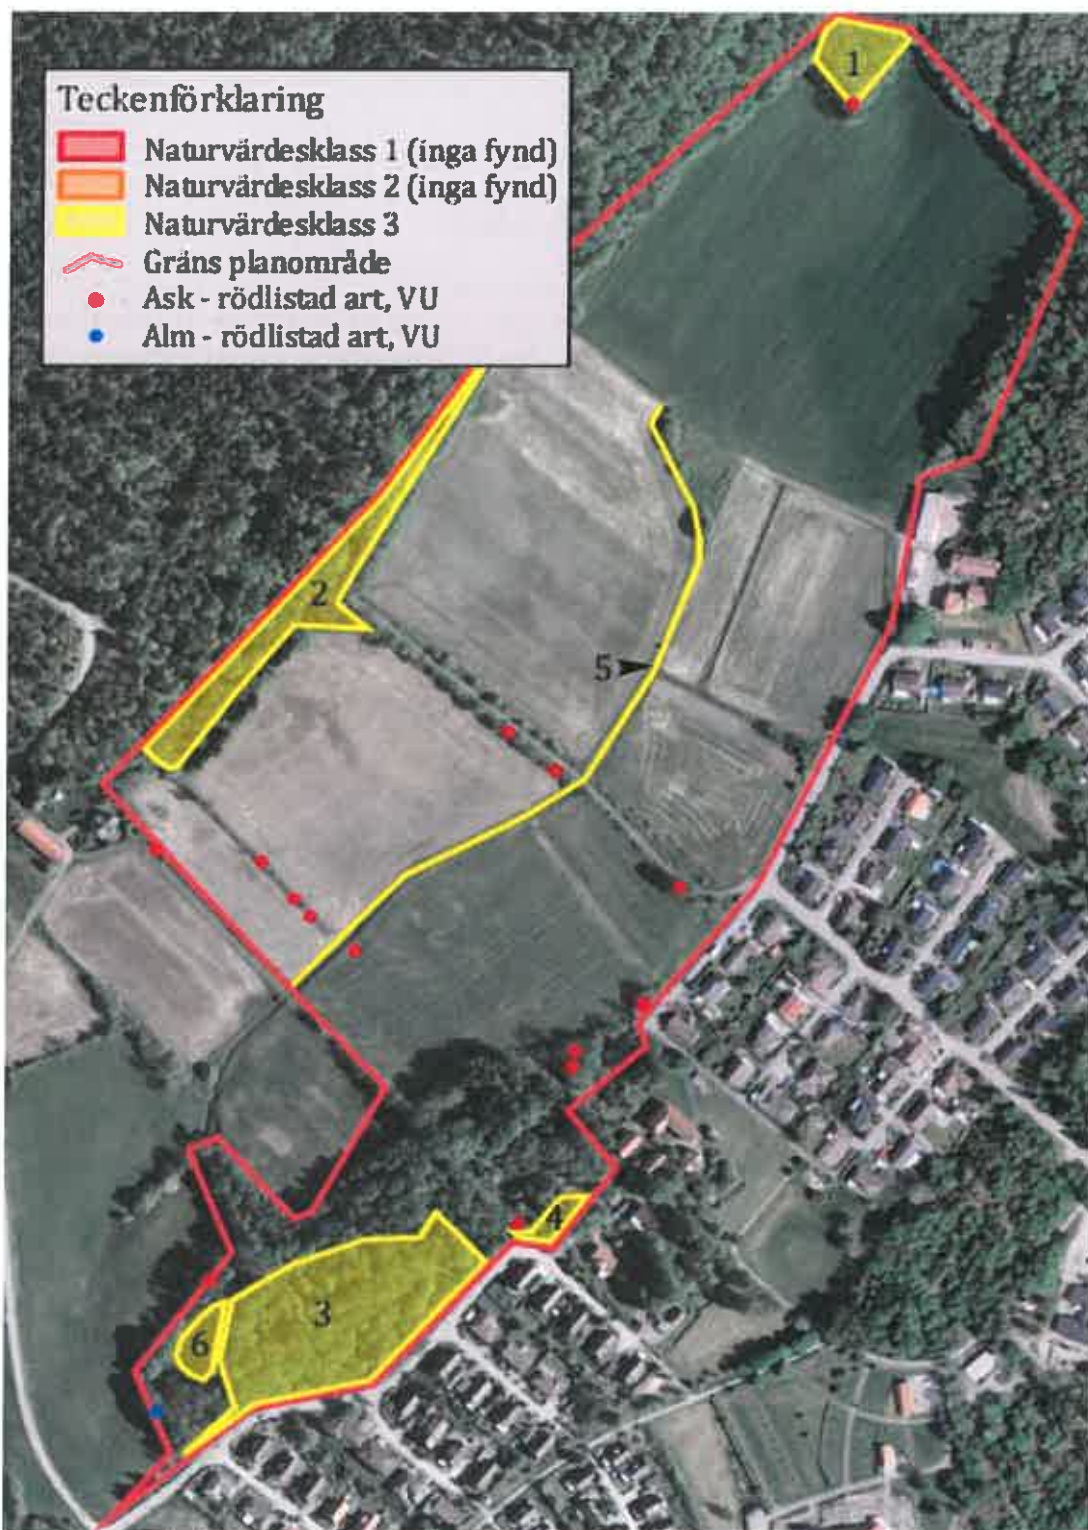 Teckenförklaring
Naturvärdesklass 1 (inga fynd)
Naturvärdesklass 2 (inga fynd)
Naturvärdesklass 3
Gräns planområde
Ask - rödlistad art, VU
Alm - rödlistad art, VU
1
2
5
4
3
6